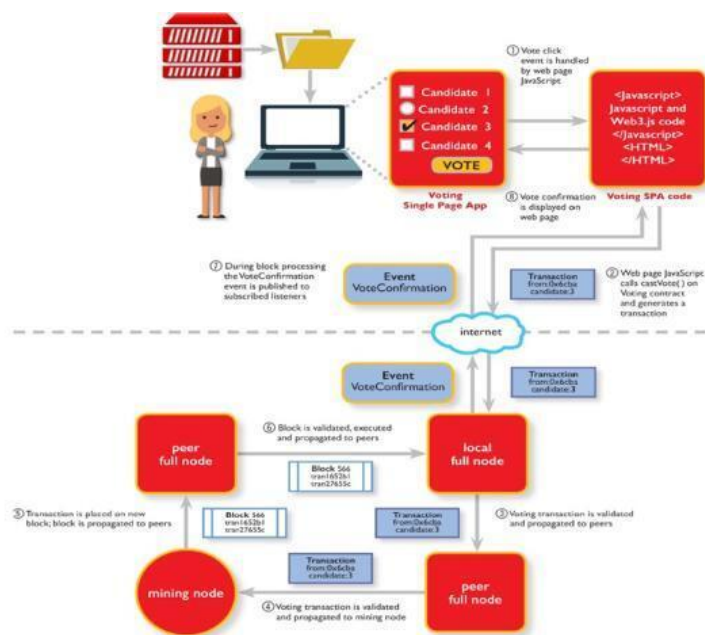 ① Vote click
event is handled
by web page
JavaScript
Candidate 1
Candidate 2
Candidate 3
Candidate 4
VOTE
Voting
Single Page App
<Javascript>
Javascript and
Web3.js code
</Javascript>
<HTML>
</HTML>
Voting SPA code
⑧ Vote confirmation
is displayed on
web page
⑦ During block processing
the VoteConfirmation
event is published to
subscribed listeners
Event
VoteConfirmation
Transaction
from:0x6cba
candidate:3
② Web page JavaScript
calls castVote( ) on
Voting contract
and generates a
transaction
internet
Event
VoteConfirmation
Transaction
from:0x6cba
candidate:3
⑥ Block is validated, executed
and propagated to peers
peer
full node
Block 566
tran1652b1
tran27655c
local
full node
⑤ Transaction is placed on new
block; block is propagated to peers
Block 566
tran1652b1
tran27655c
Transaction
from:0x6cba
candidate:3
③ Voting transaction is validated
and propagated to peers
mining node
Transaction
from:0x6cba
candidate:3
④ Voting transaction is validated
and propagated to mining node
peer
full node